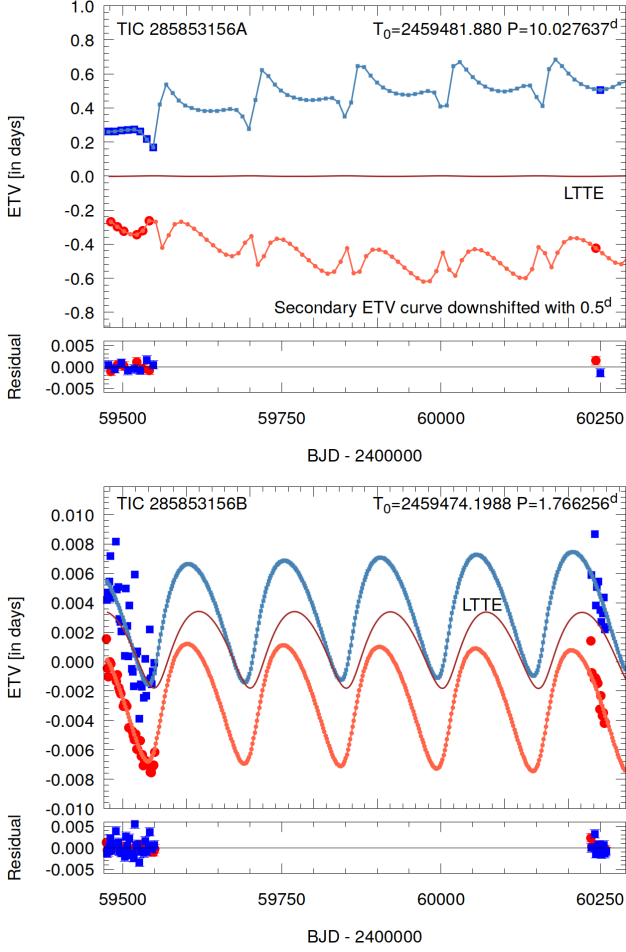 TIC 285853156A T₀=2459481.880 P=10.027637ᵈ
1.0
0.8
0.6
0.4
0.2
0.0
-0.2
-0.4
-0.6
-0.8
ETV [in days]
LTTE
Secondary ETV curve downshifted with 0.5ᵈ
0.005
0.000
-0.005
Residual
59500 59750 60000 60250
BJD - 2400000
TIC 285853156B T₀=2459474.1988 P=1.766256ᵈ
0.010
0.008
0.006
0.004
0.002
0.000
-0.002
-0.004
-0.006
-0.008
-0.010
ETV [in days]
LTTE
0.005
0.000
-0.005
Residual
59500 59750 60000 60250
BJD - 2400000